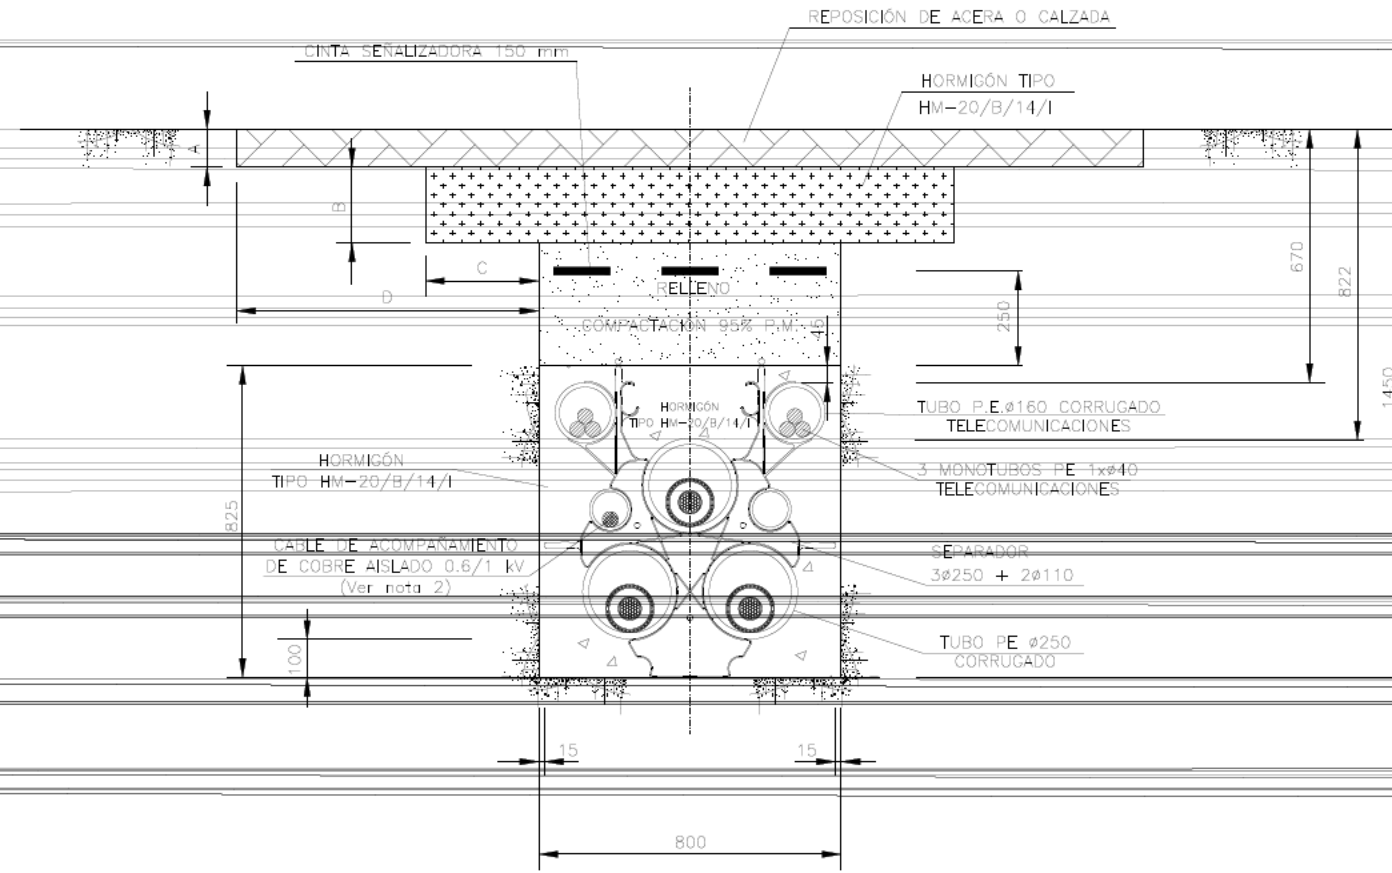 REPOSICIÓN DE ACERA O CALZADA
CINTA SEÑALIZADORA 150 mm
HORMIGÓN TIPO
HM-20/B/14/I
A
B
C
D
RELLENO
COMPACTACIÓN 95% P.M.
45
250
670
822
1450
HORMIGÓN
TIPO HM-20/B/14/I
TUBO P.E.ø160 CORRUGADO
TELECOMUNICACIONES
HORMIGÓN
TIPO HM-20/B/14/I
3 MONOTUBOS PE 1xø40
TELECOMUNICACIONES
825
CABLE DE ACOMPAÑAMIENTO
DE COBRE AISLADO 0.6/1 kV
(Ver nota 2)
SEPARADOR
3ø250 + 2ø110
100
TUBO PE ø250
CORRUGADO
15
15
800